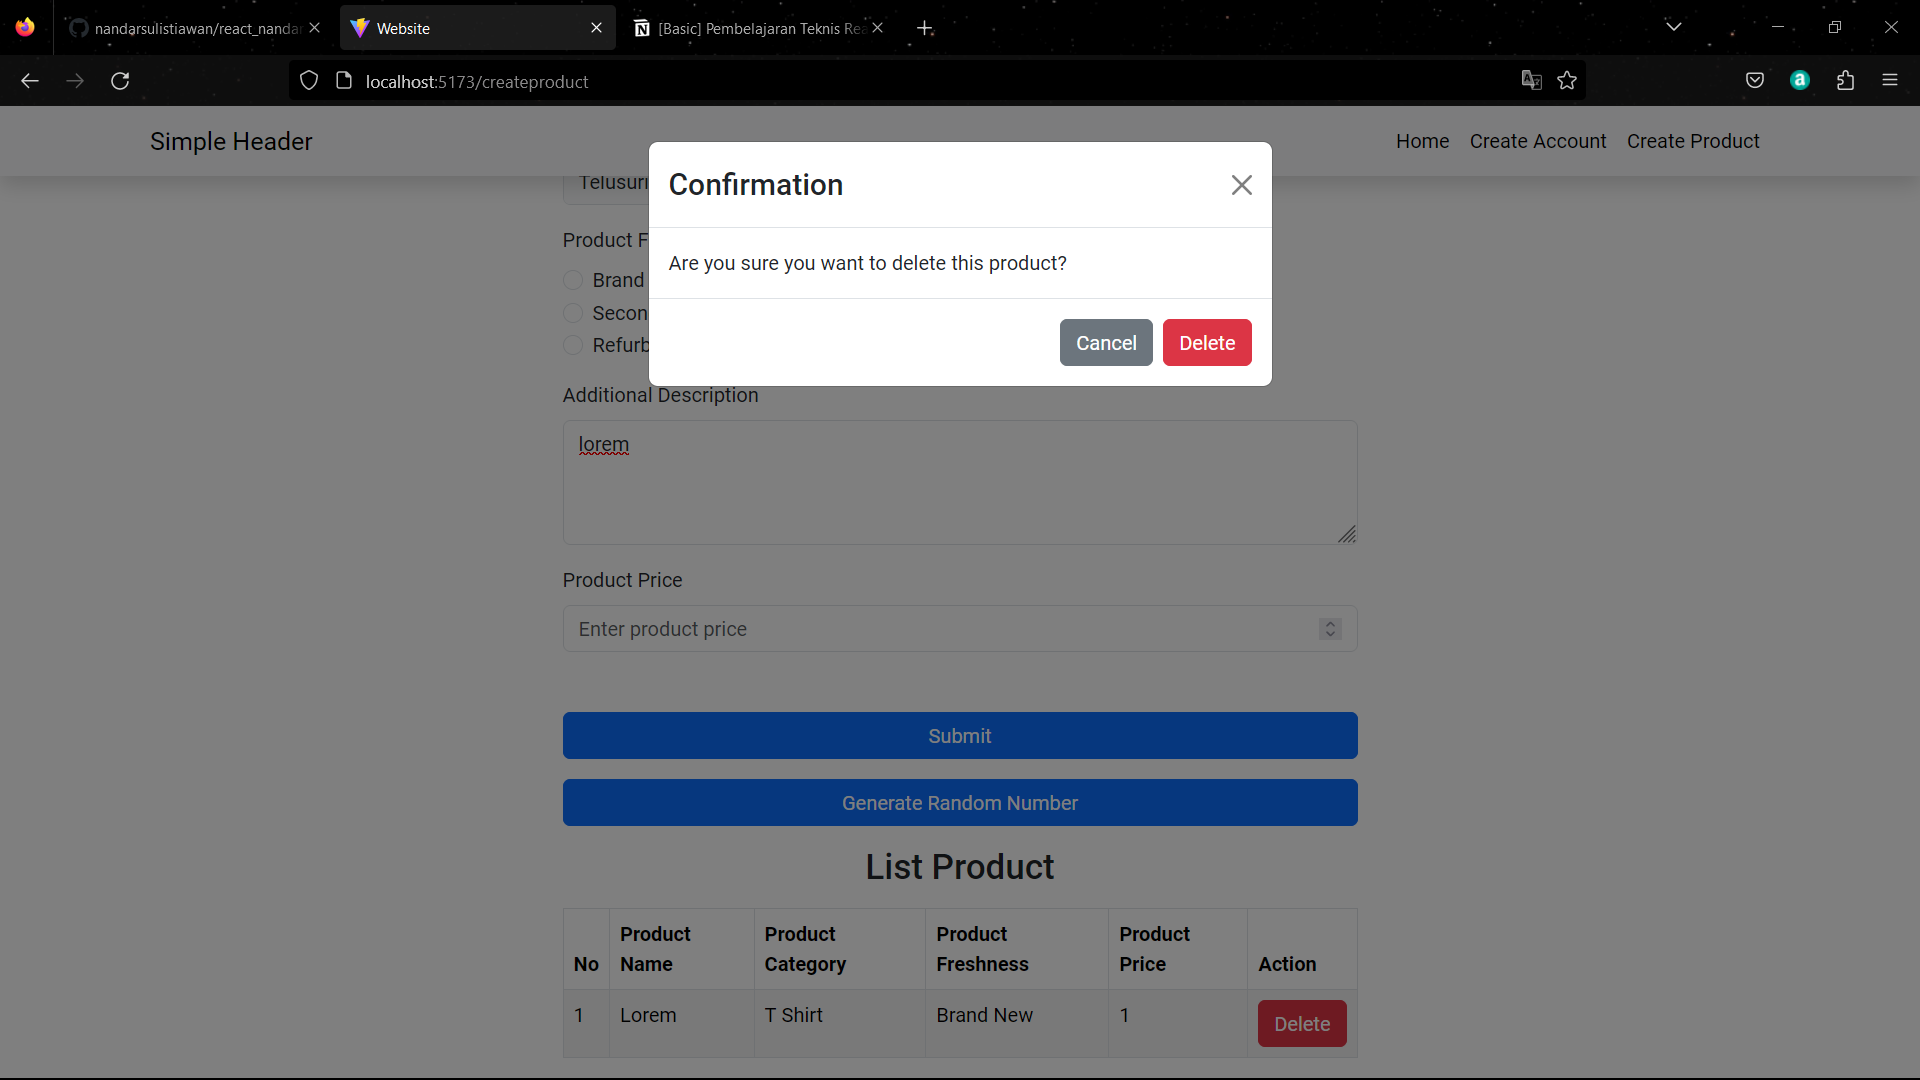 nandarsulistiawan/react_nandar
Website
[Basic] Pembelajaran Teknis Rea
localhost:5173/createproduct
Simple Header
Home
Create Account
Create Product
Confirmation
Are you sure you want to delete this product?
Cancel
Delete
Telusuri
Product F
Brand
Secon
Refurb
Additional Description
lorem
Product Price
Enter product price
Submit
Generate Random Number
List Product
No
Product Name
Product Category
Product Freshness
Product Price
Action
1
Lorem
T Shirt
Brand New
1
Delete